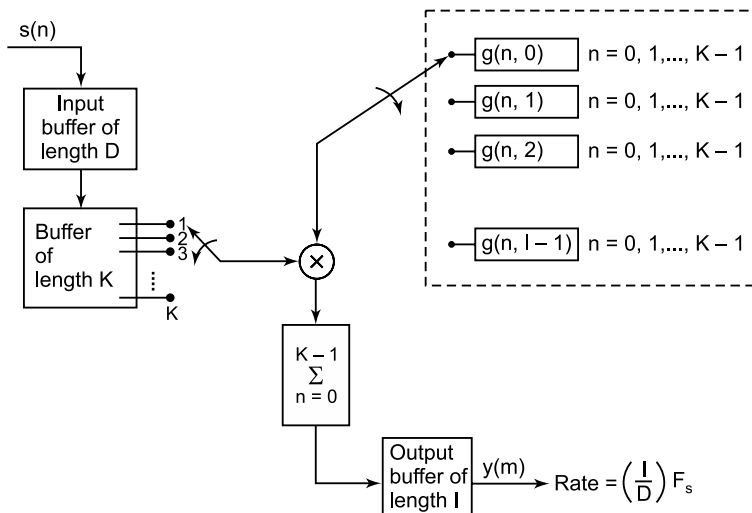 s(n)
Input
buffer of
length D
Buffer
of
length K
1
2
3
K
g(n, 0) n = 0, 1,..., K – 1
g(n, 1) n = 0, 1,..., K – 1
g(n, 2) n = 0, 1,..., K – 1
g(n, I – 1) n = 0, 1,..., K – 1
×
K – 1
Σ
n = 0
Output
buffer of
length I
y(m)
Rate = (I/D) Fs